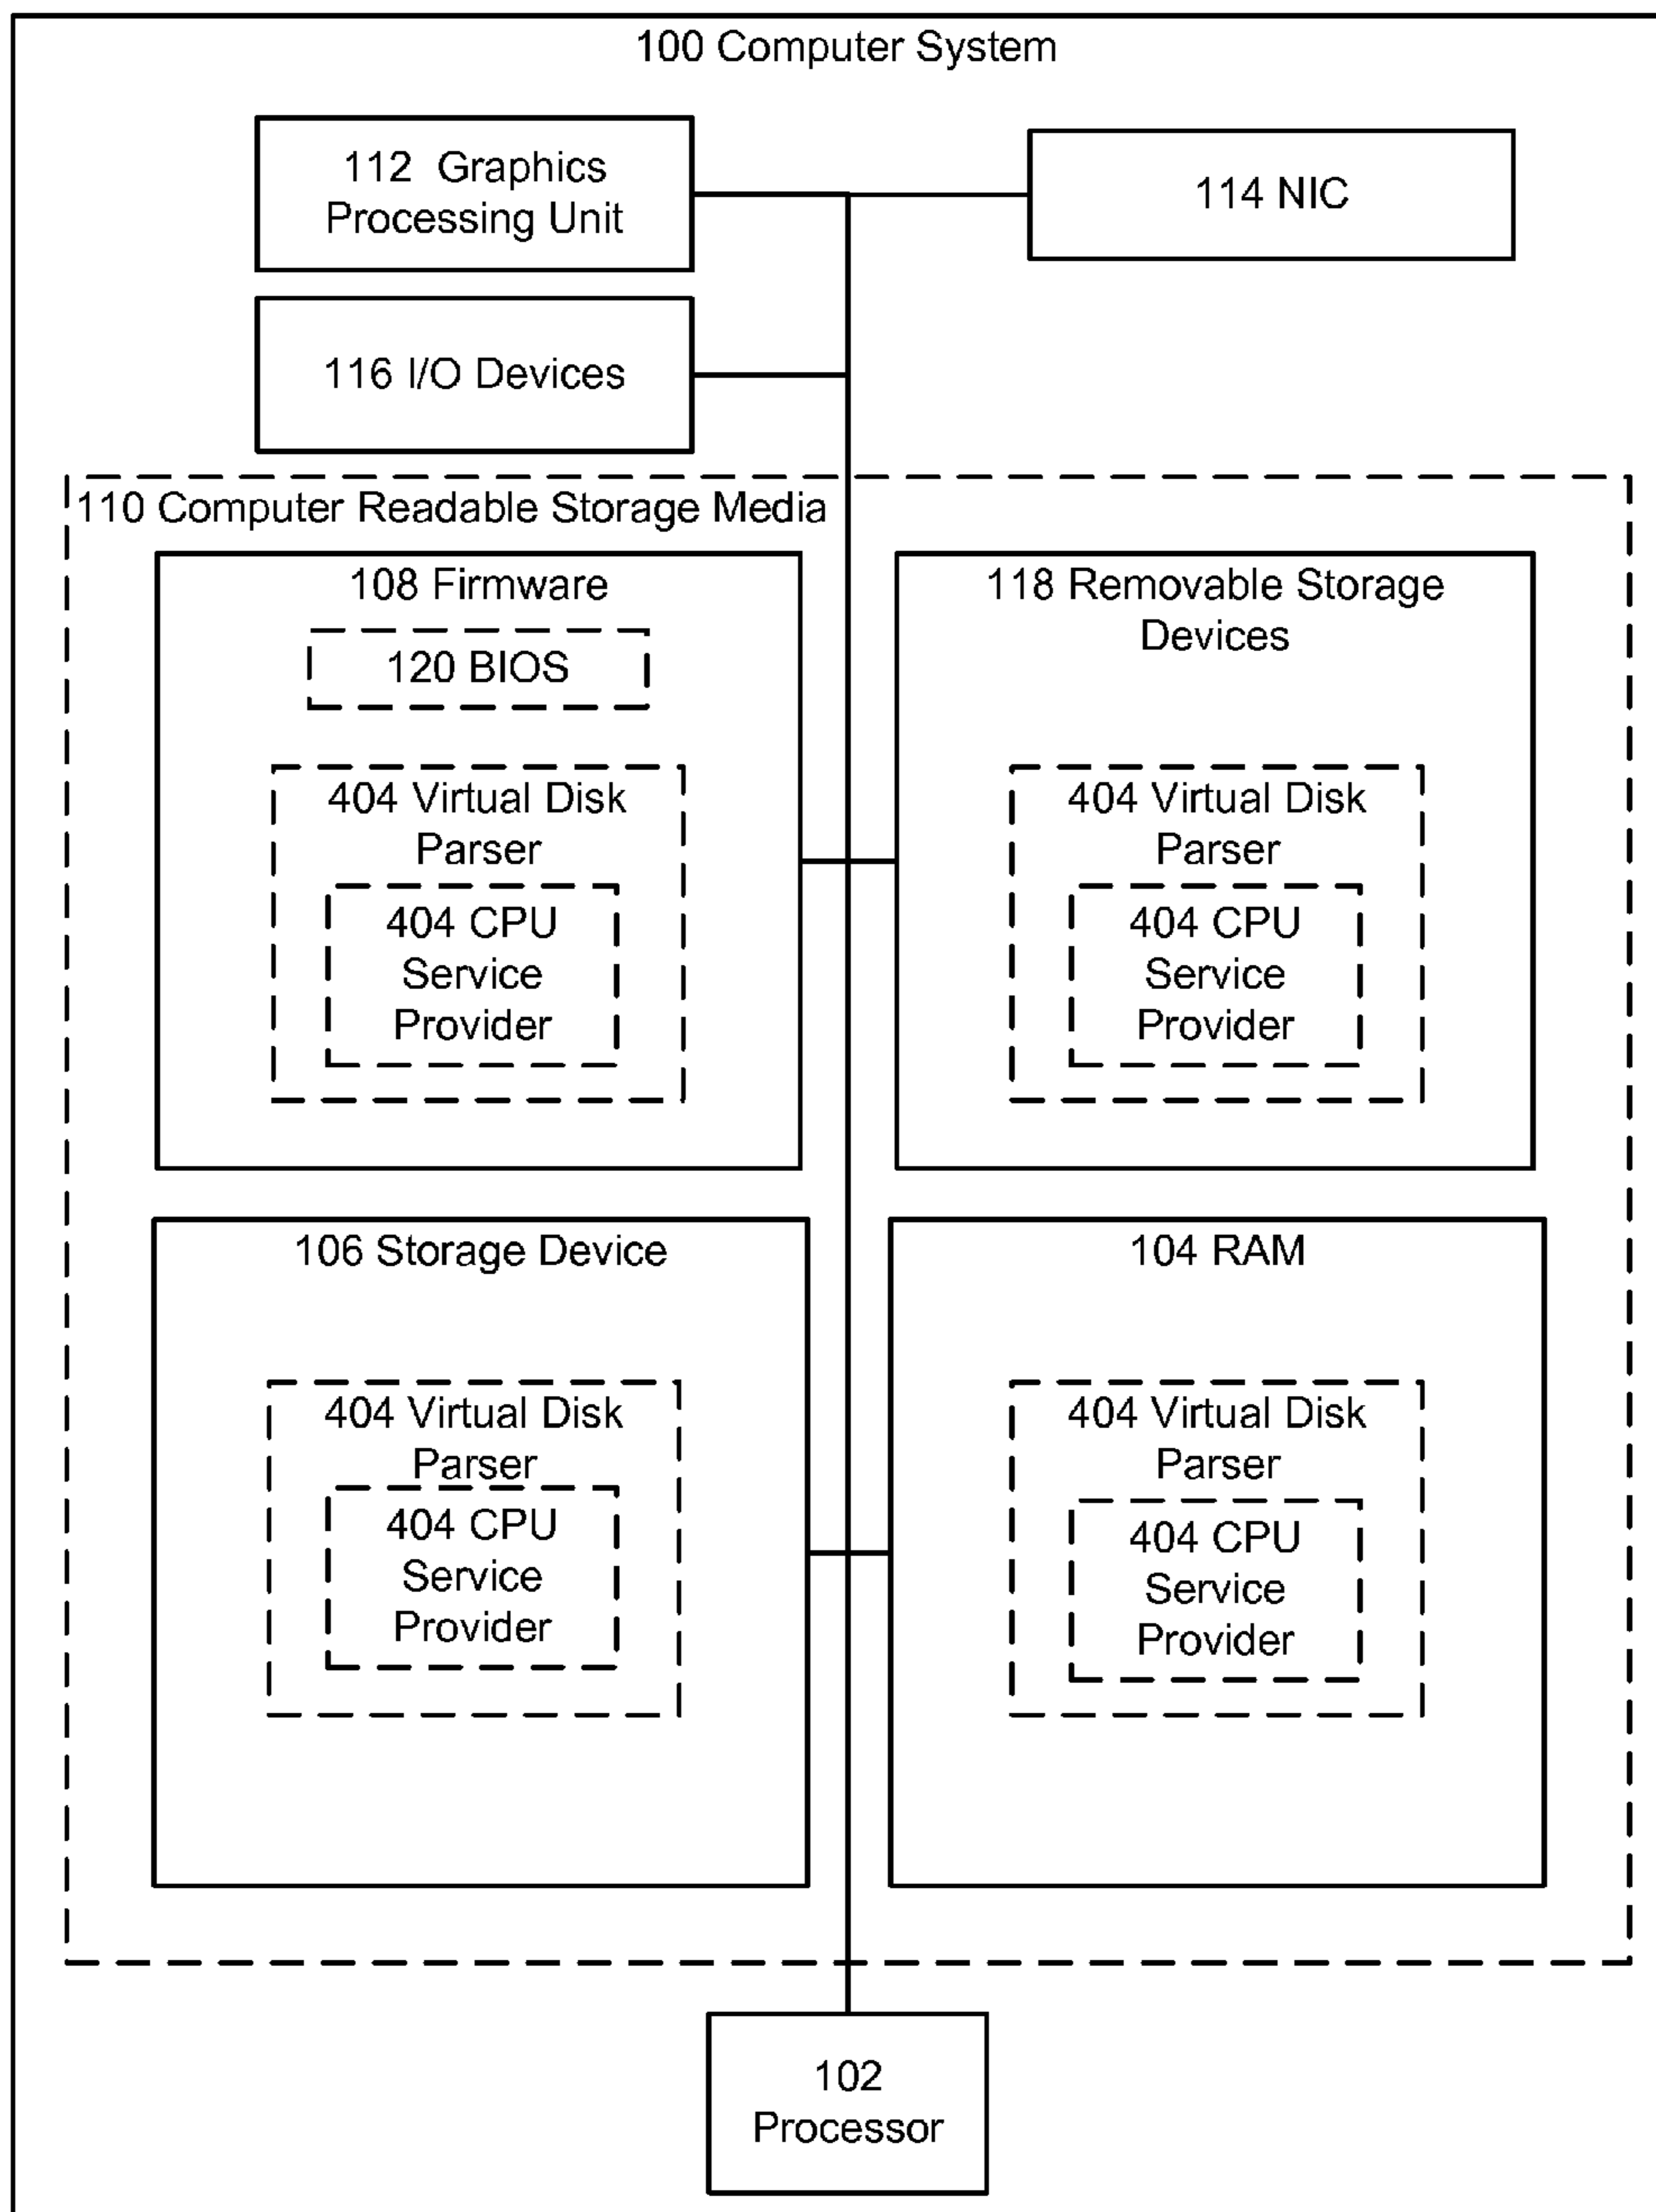 100 Computer System
112 Graphics
Processing Unit
114 NIC
116 I/O Devices
110 Computer Readable Storage Media
108 Firmware
120 BIOS
404 Virtual Disk
Parser
404 CPU
Service
Provider
118 Removable Storage
Devices
404 Virtual Disk
Parser
404 CPU
Service
Provider
106 Storage Device
404 Virtual Disk
Parser
404 CPU
Service
Provider
104 RAM
404 Virtual Disk
Parser
404 CPU
Service
Provider
102
Processor